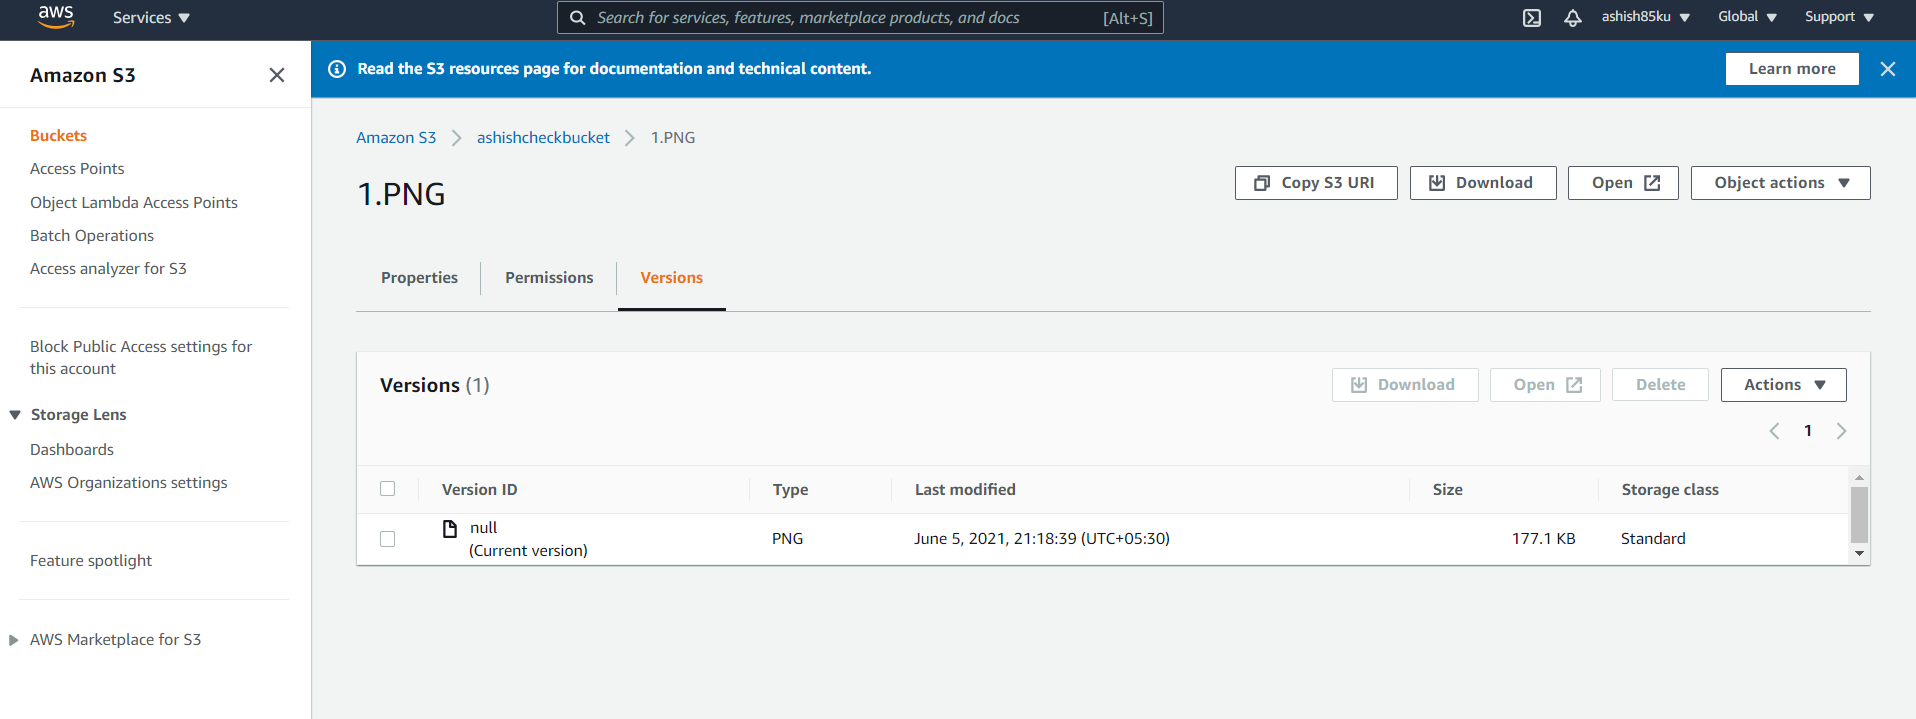 aws
Services
Search for services, features, marketplace products, and docs [Alt+S]
ashish85ku
Global
Support
Amazon S3
Read the S3 resources page for documentation and technical content.
Learn more
Buckets
Access Points
Object Lambda Access Points
Batch Operations
Access analyzer for S3
Block Public Access settings for
this account
Storage Lens
Dashboards
AWS Organizations settings
Feature spotlight
AWS Marketplace for S3
Amazon S3 ashishcheckbucket 1.PNG
1.PNG
Copy S3 URI
Download
Open
Object actions
Properties
Permissions
Versions
Versions (1)
Download
Open
Delete
Actions
1
Version ID Type Last modified Size Storage class
null
(Current version)
PNG June 5, 2021, 21:18:39 (UTC+05:30) 177.1 KB Standard